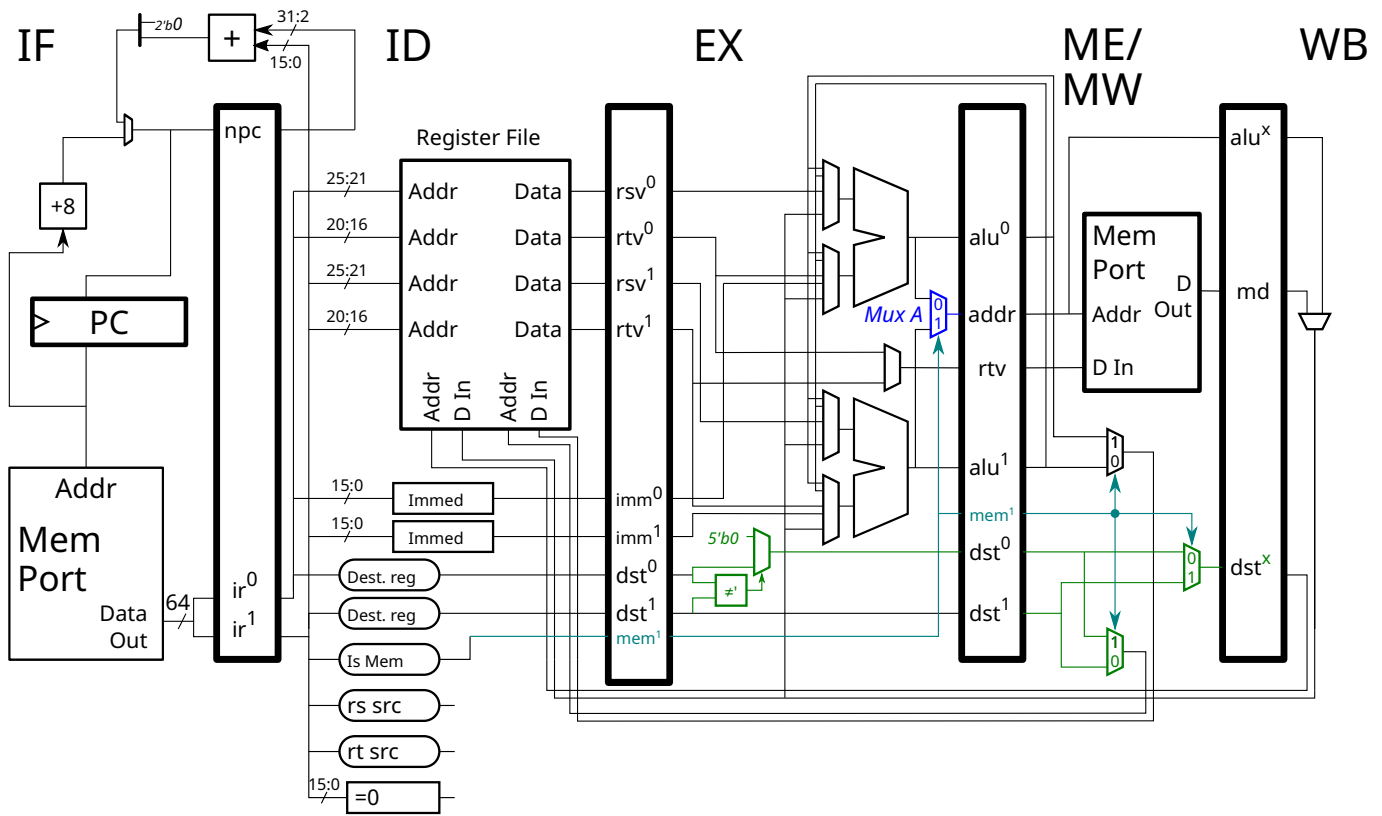 IF
ID
EX
ME/
MW
WB
2'b0
+
31:2
15:0
npc
+8
PC
Addr
Mem
Port
Data
Out
64
ir0
ir1
Register File
25:21
Addr
Data
20:16
Addr
Data
25:21
Addr
Data
20:16
Addr
Data
Addr
D In
Addr
D In
15:0
Immed
15:0
Immed
Dest. reg
Dest. reg
Is Mem
rs src
rt src
15:0
=0
rsv0
rtv0
rsv1
rtv1
imm0
imm1
dst0
dst1
mem1
5'b0
≠'
Mux A
0
1
alu0
addr
rtv
alu1
mem1
dst0
dst1
Mem
Port
D
Out
Addr
D In
1
0
0
1
1
0
alux
md
dstx